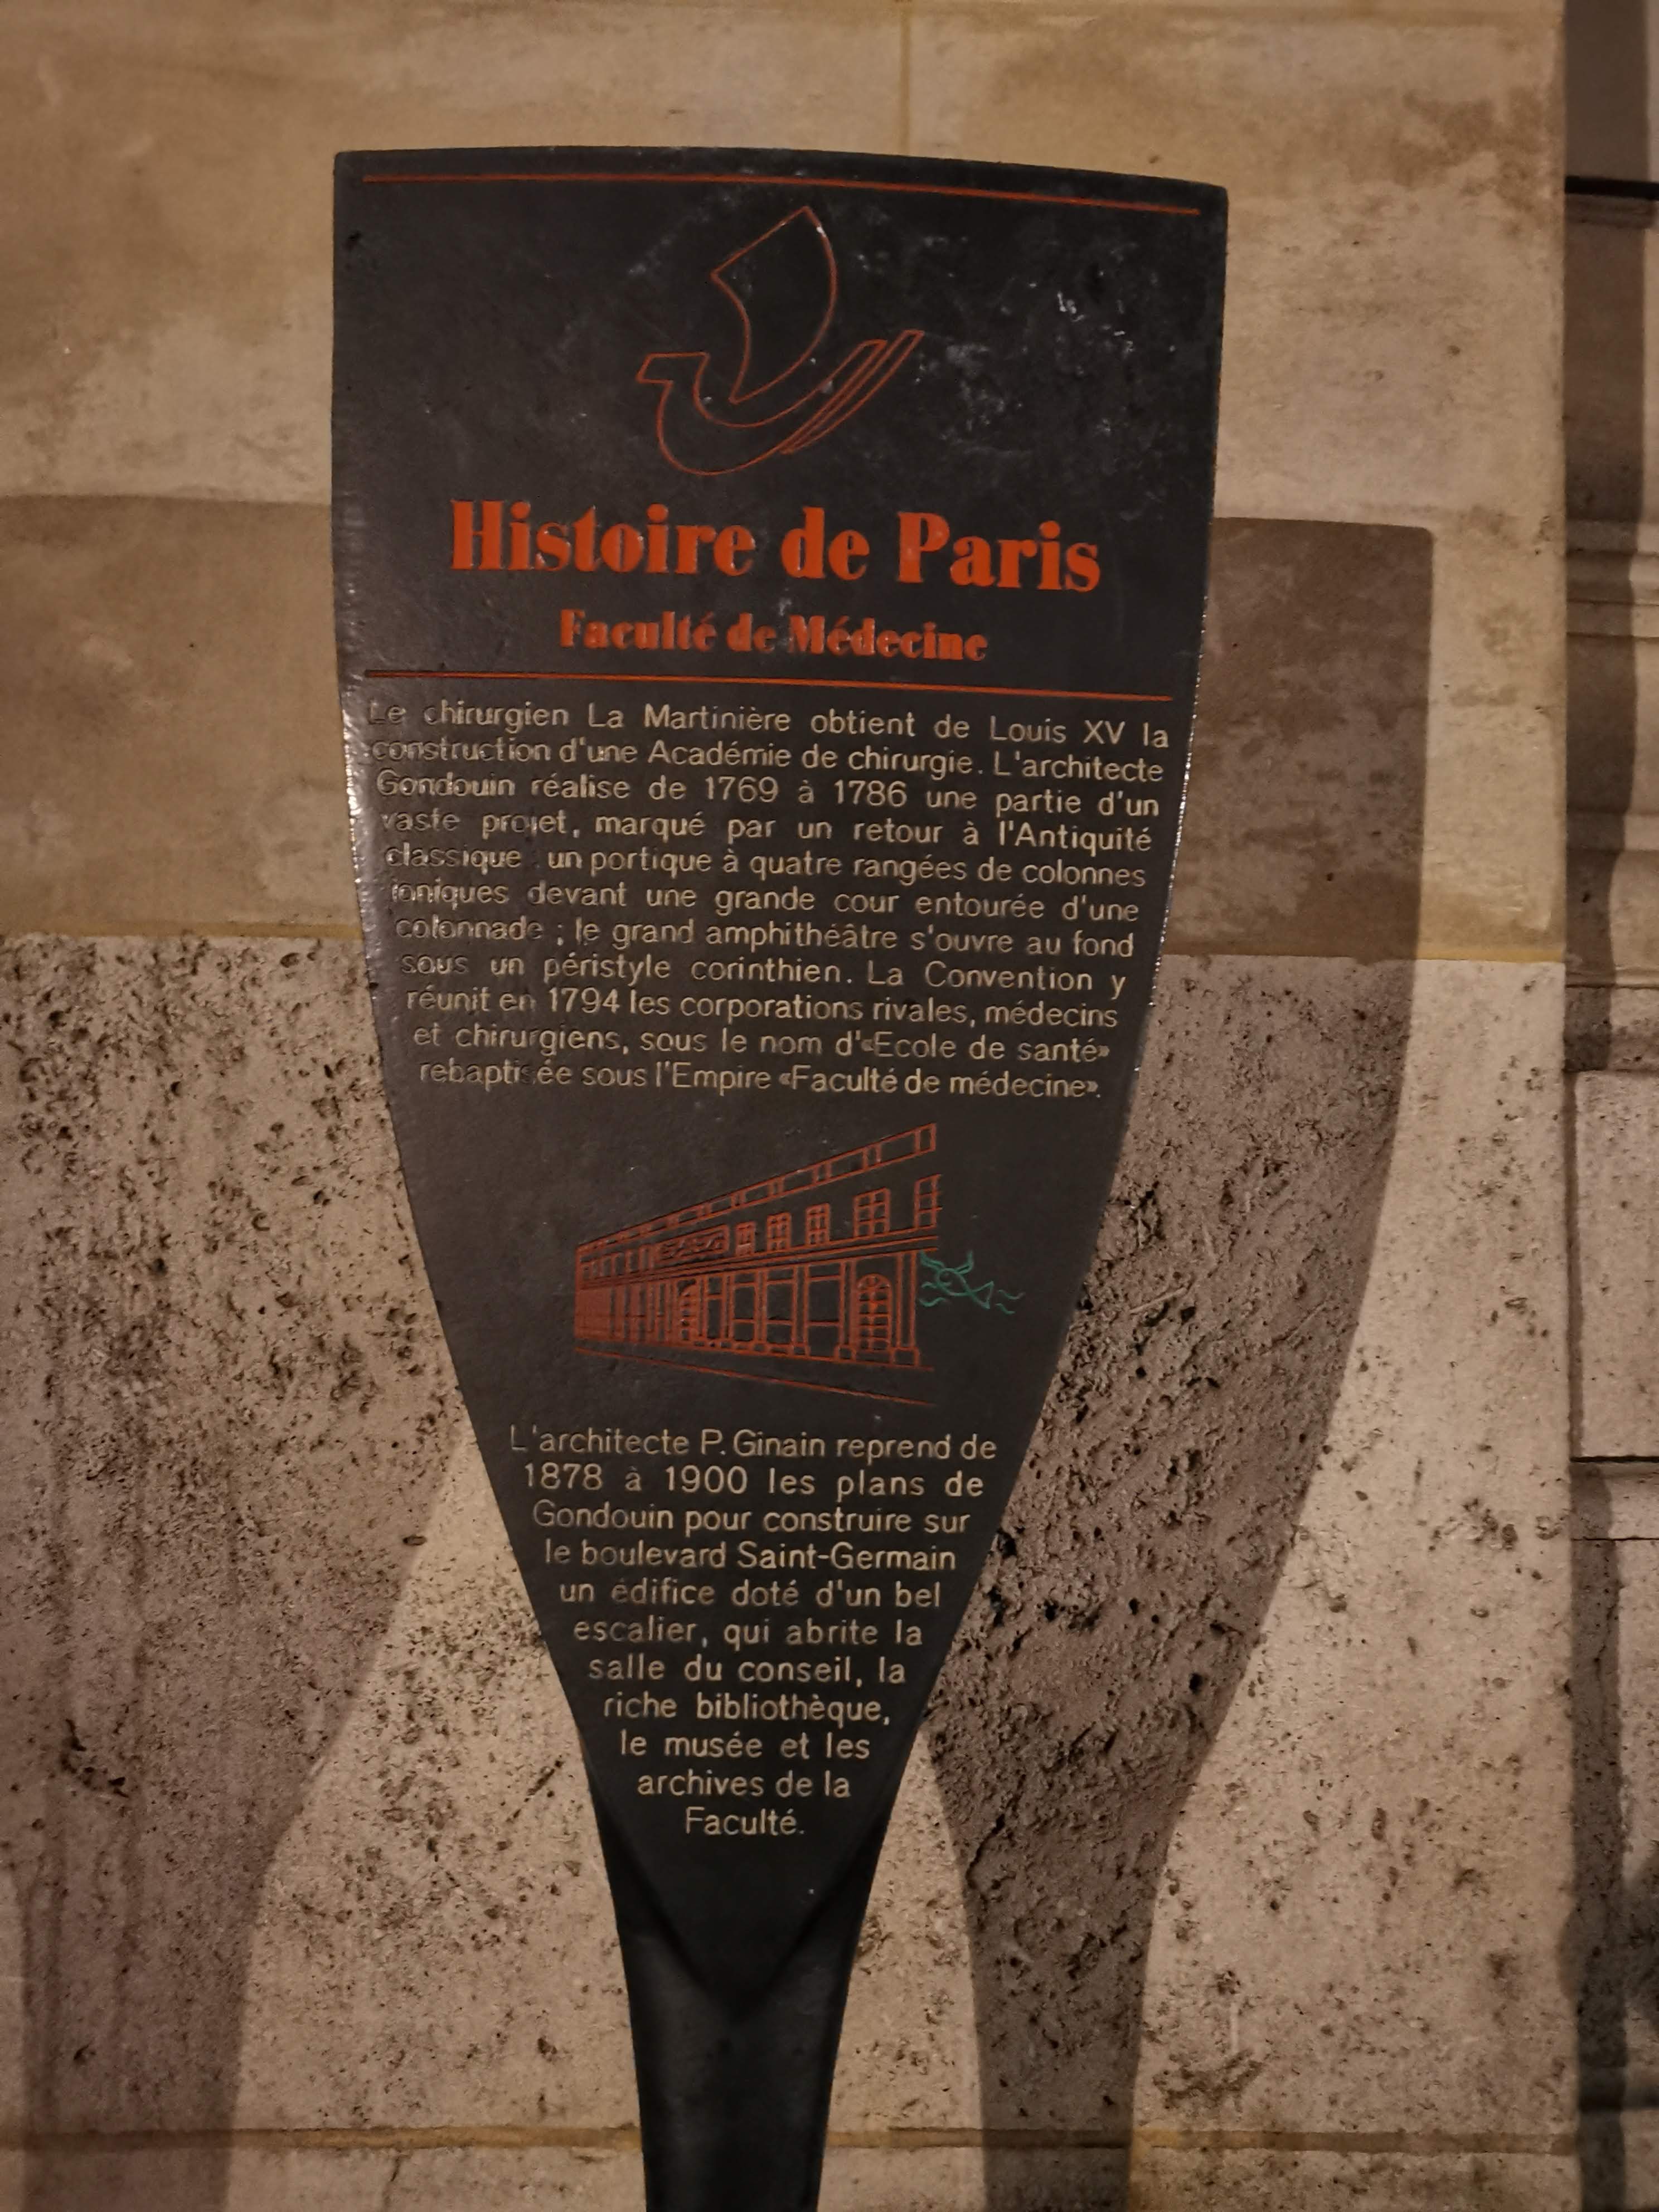 Histoire de Paris
Faculté de Médecine
Le chirurgien La Martinière obtient de Louis XV la
construction d'une Académie de chirurgie. L'architecte
Gondouin réalise de 1769 à 1786 une partie d'un
vaste projet, marqué par un retour à l'Antiquité
classique : un portique à quatre rangées de colonnes
ioniques devant une grande cour entourée d'une
colonnade ; le grand amphithéâtre s'ouvre au fond
sous un péristyle corinthien. La Convention y
réunit en 1794 les corporations rivales, médecins
et chirurgiens, sous le nom d'«Ecole de santé»
rebaptisée sous l'Empire «Faculté de médecine».
L'architecte P. Ginain reprend de
1878 à 1900 les plans de
Gondouin pour construire sur
le boulevard Saint-Germain
un édifice doté d'un bel
escalier, qui abrite la
salle du conseil, la
riche bibliothèque,
le musée et les
archives de la
Faculté.